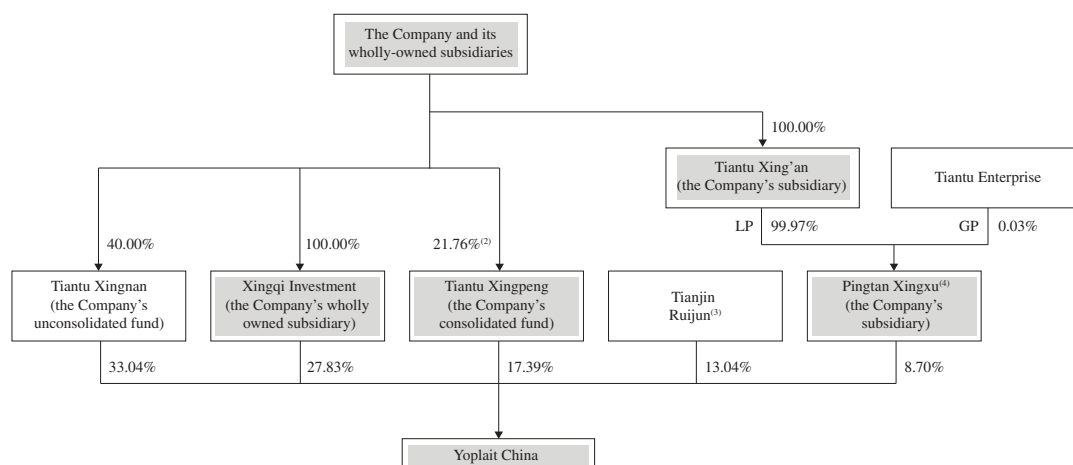 The Company and its
wholly-owned subsidiaries
100.00%
Tiantu Xing'an
(the Company's subsidiary)
Tiantu Enterprise
LP 99.97%
GP 0.03%
40.00%
100.00%
21.76%(2)
Tiantu Xingnan
(the Company's
unconsolidated fund)
Xingqi Investment
(the Company's wholly
owned subsidiary)
Tiantu Xingpeng
(the Company's
consolidated fund)
Tianjin
Ruijun(3)
Pingtan Xingxu(4)
(the Company's
subsidiary)
33.04%
27.83%
17.39%
13.04%
8.70%
Yoplait China